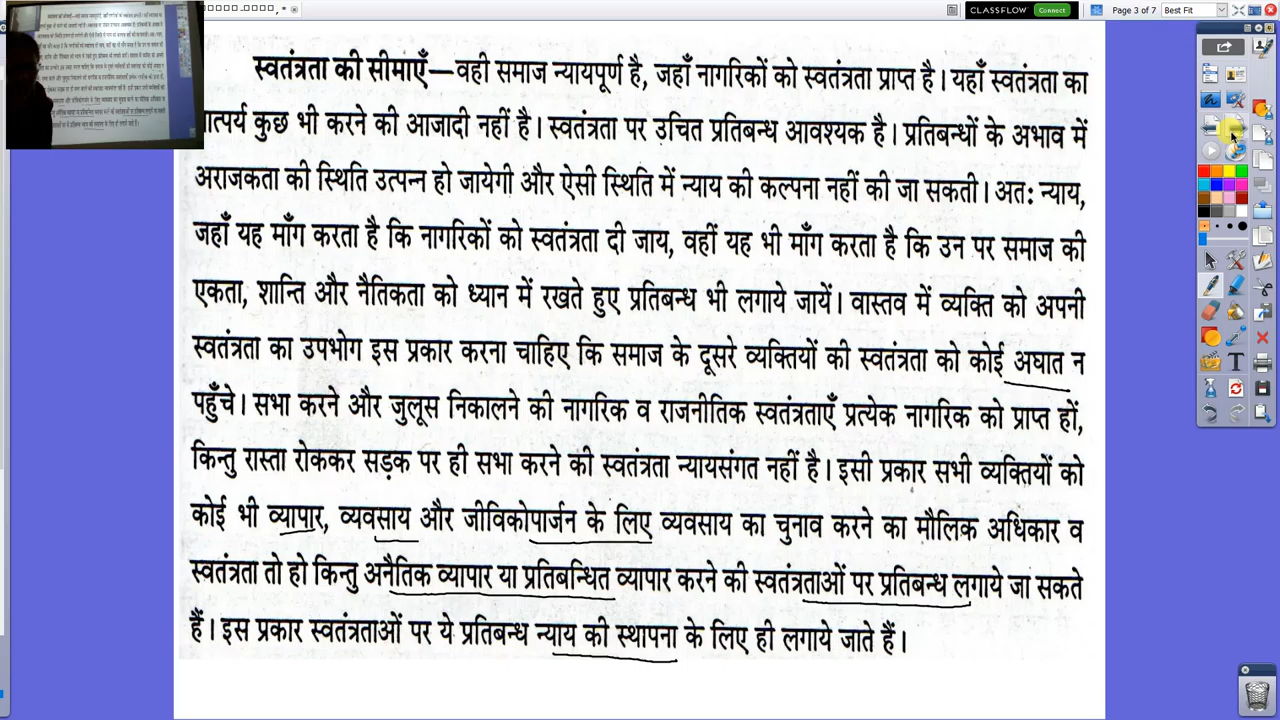 CLASSFLOW Connect Page 3 of 7 Best Fit
स्वतंत्रता की सीमाएँ—वही समाज न्यायपूर्ण है, जहाँ नागरिकों को स्वतंत्रता प्राप्त है। यहाँ स्वतंत्रता का
कुछ भी करने की आजादी नहीं है। स्वतंत्रता पर उचित प्रतिबन्ध आवश्यक है। प्रतिबन्धों के अभाव में
अराजकता की स्थिति उत्पन्न हो जायेगी और ऐसी स्थिति में न्याय की कल्पना नहीं की जा सकती। अतः न्याय,
जहाँ यह माँग करता है कि नागरिकों को स्वतंत्रता दी जाय, वहीं यह भी माँग करता है कि उन पर समाज की
एकता, शान्ति और नैतिकता को ध्यान में रखते हुए प्रतिबन्ध भी लगाये जायें। वास्तव में व्यक्ति को अपनी
स्वतंत्रता का उपभोग इस प्रकार करना चाहिए कि समाज के दूसरे व्यक्तियों की स्वतंत्रता को कोई अघात न
पहुँचे। सभा करने और जुलूस निकालने की नागरिक व राजनीतिक स्वतंत्रताएँ प्रत्येक नागरिक को प्राप्त हों,
किन्तु रास्ता रोककर सड़क पर ही सभा करने की स्वतंत्रता न्यायसंगत नहीं है। इसी प्रकार सभी व्यक्तियों को
कोई भी व्यापार, व्यवसाय और जीविकोपार्जन के लिए व्यवसाय का चुनाव करने का मौलिक अधिकार व
स्वतंत्रता तो हो किन्तु अनैतिक व्यापार या प्रतिबन्धित व्यापार करने की स्वतंत्रताओं पर प्रतिबन्ध लगाये जा सकते
हैं। इस प्रकार स्वतंत्रताओं पर ये प्रतिबन्ध न्याय की स्थापना के लिए ही लगाये जाते हैं।